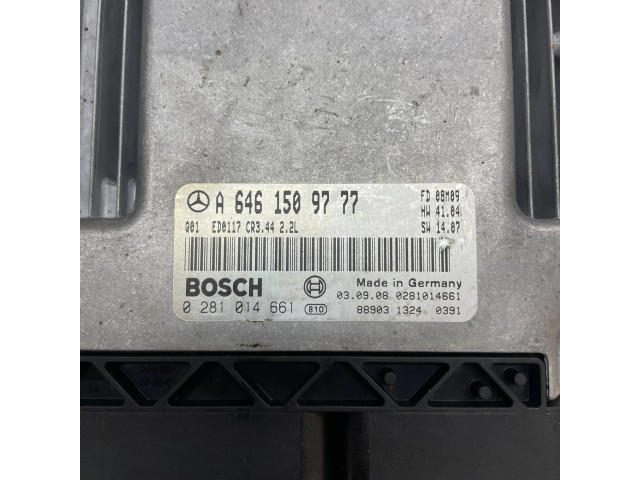 A 646 150 97 77
FD 08M09
HW 41.04
SW 14.07
Q01 ED0117 CR3.44 2.2L
BOSCH
Made in Germany
03.09.08 0281014661
0 281 014 661 810
88903 1324 0391